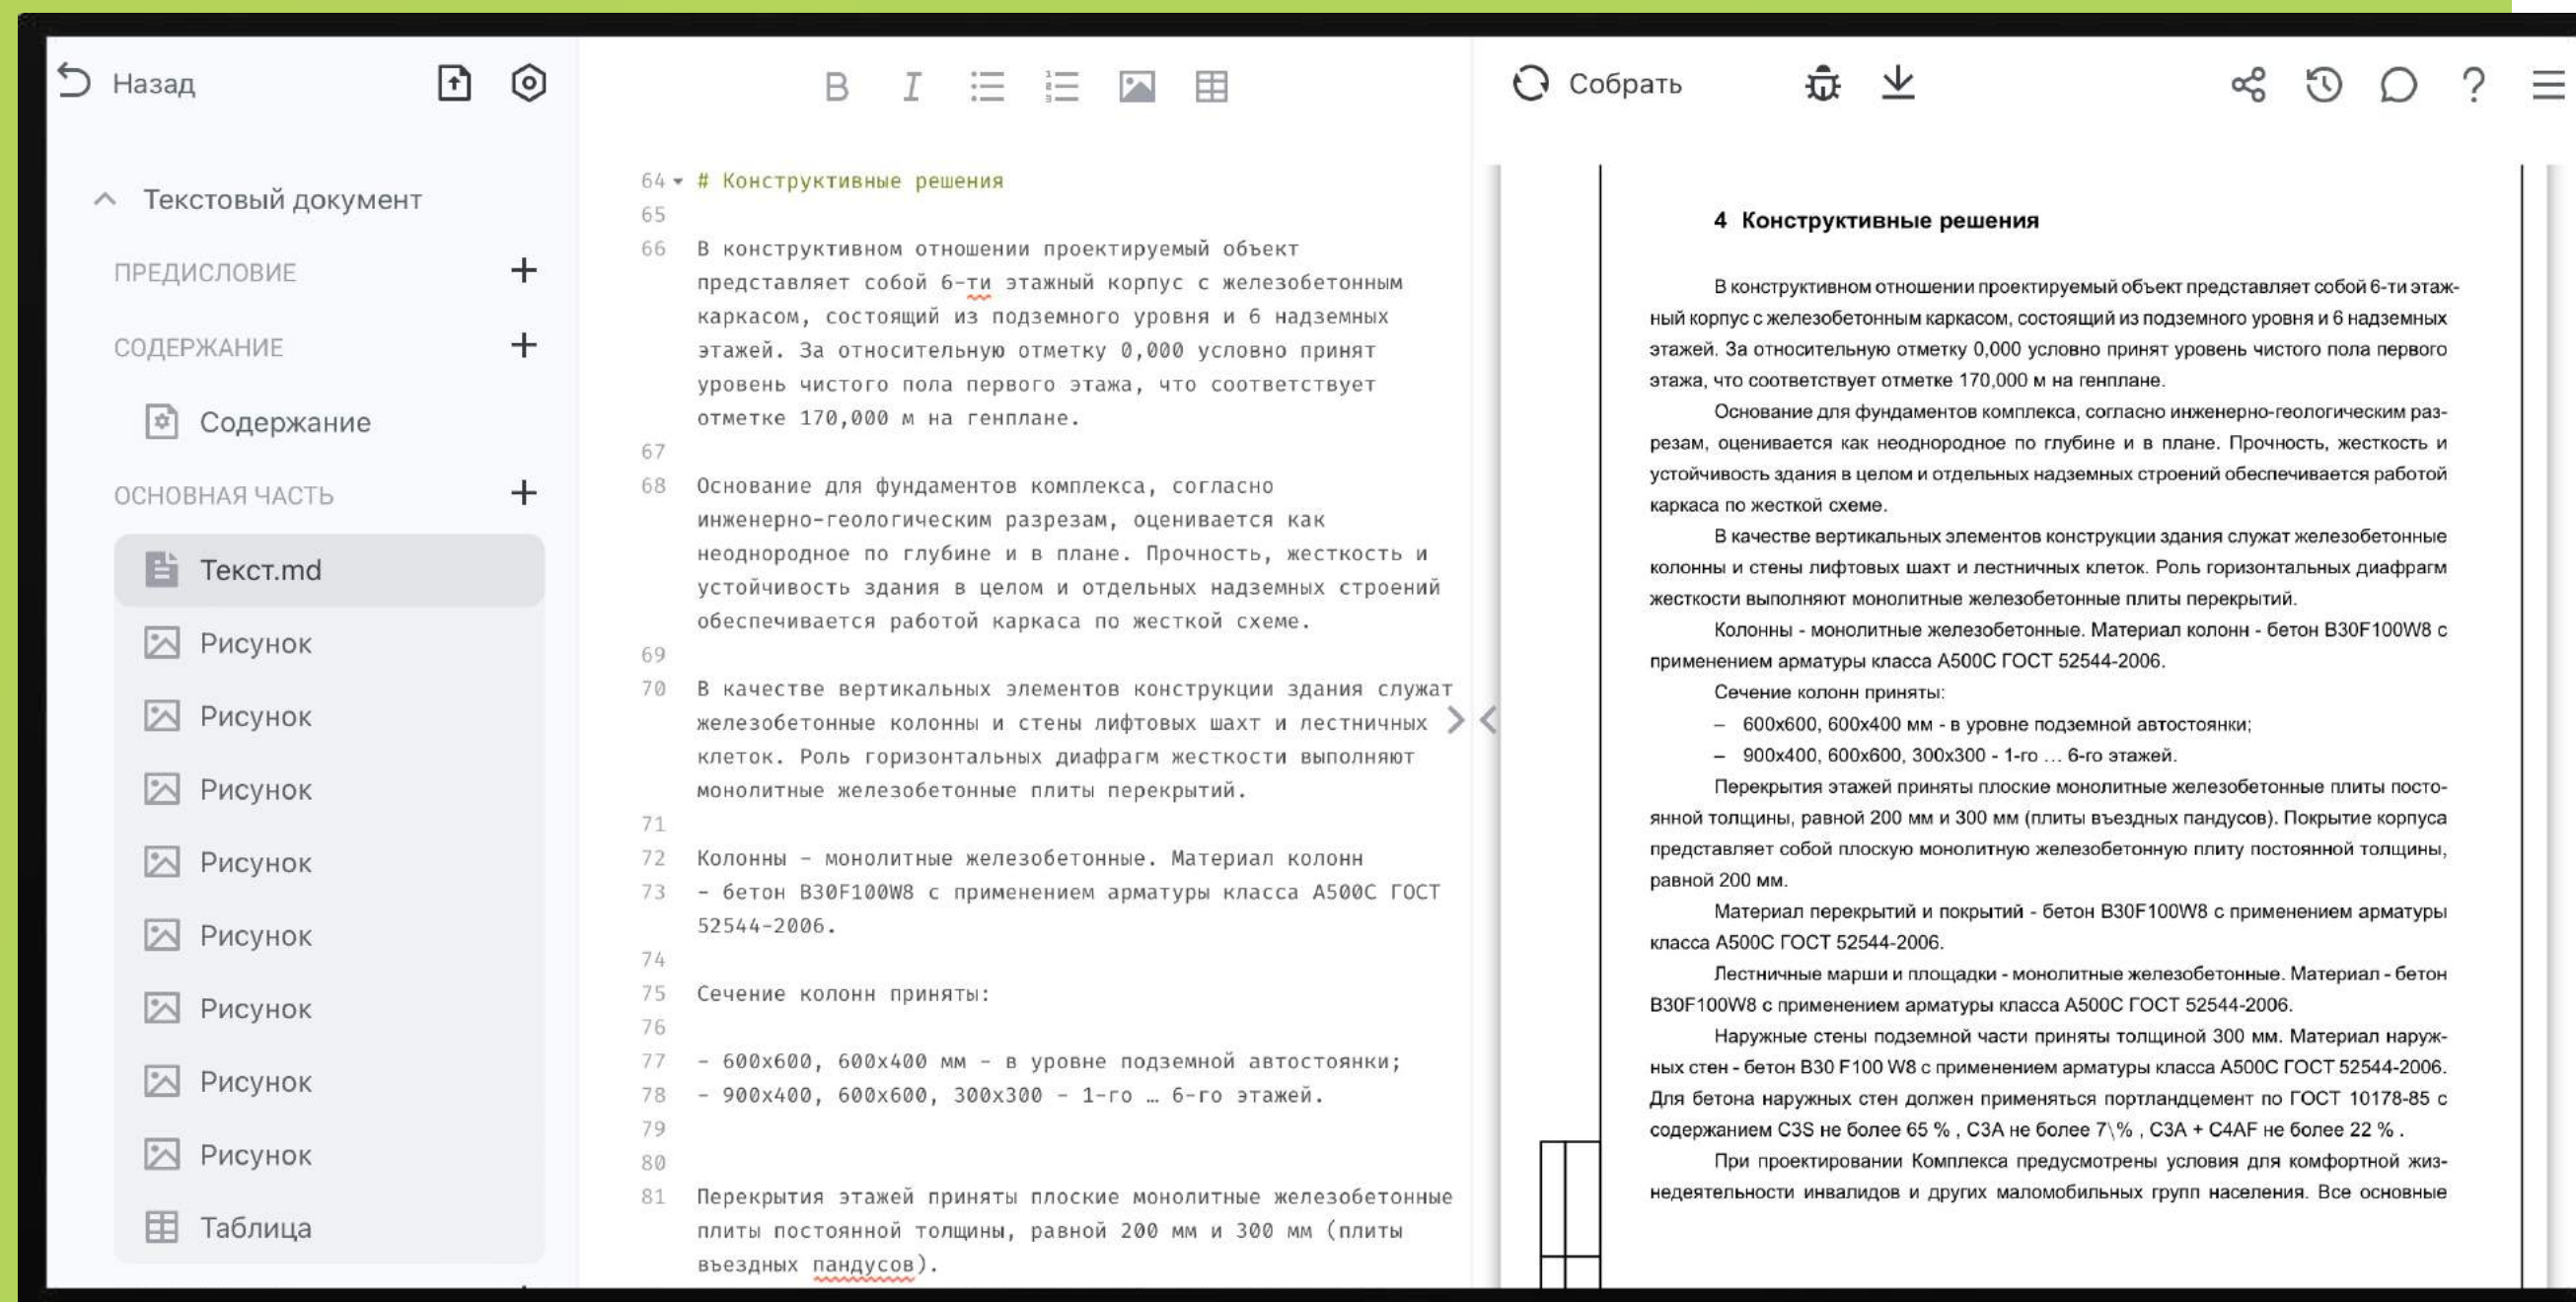 Назад
Собрать
Текстовый документ
ПРЕДИСЛОВИЕ
СОДЕРЖАНИЕ
Содержание
ОСНОВНАЯ ЧАСТЬ
Текст.md
Рисунок
Рисунок
Рисунок
Рисунок
Рисунок
Рисунок
Рисунок
Рисунок
Таблица
64 # Конструктивные решения
65
66 В конструктивном отношении проектируемый объект
представляет собой 6-ти этажный корпус с железобетонным
каркасом, состоящий из подземного уровня и 6 надземных
этажей. За относительную отметку 0,000 условно принят
уровень чистого пола первого этажа, что соответствует
отметке 170,000 м на генплане.
67
68 Основание для фундаментов комплекса, согласно
инженерно-геологическим разрезам, оценивается как
неоднородное по глубине и в плане. Прочность, жесткость и
устойчивость здания в целом и отдельных надземных строений
обеспечивается работой каркаса по жесткой схеме.
69
70 В качестве вертикальных элементов конструкции здания служат
железобетонные колонны и стены лифтовых шахт и лестничных
клеток. Роль горизонтальных диафрагм жесткости выполняют
монолитные железобетонные плиты перекрытий.
71
72 Колонны – монолитные железобетонные. Материал колонн
73 - бетон В30F100W8 с применением арматуры класса А500С ГОСТ
52544-2006.
74
75 Сечение колонн приняты:
76
77 - 600х600, 600х400 мм - в уровне подземной автостоянки;
78 - 900х400, 600х600, 300х300 - 1-го … 6-го этажей.
79
80
81 Перекрытия этажей приняты плоские монолитные железобетонные
плиты постоянной толщины, равной 200 мм и 300 мм (плиты
въездных пандусов).
4 Конструктивные решения
В конструктивном отношении проектируемый объект представляет собой 6-ти этаж-
ный корпус с железобетонным каркасом, состоящий из подземного уровня и 6 надземных
этажей. За относительную отметку 0,000 условно принят уровень чистого пола первого
этажа, что соответствует отметке 170,000 м на генплане.
Основание для фундаментов комплекса, согласно инженерно-геологическим раз-
резам, оценивается как неоднородное по глубине и в плане. Прочность, жесткость и
устойчивость здания в целом и отдельных надземных строений обеспечивается работой
каркаса по жесткой схеме.
В качестве вертикальных элементов конструкции здания служат железобетонные
колонны и стены лифтовых шахт и лестничных клеток. Роль горизонтальных диафрагм
жесткости выполняют монолитные железобетонные плиты перекрытий.
Колонны - монолитные железобетонные. Материал колонн - бетон В30F100W8 с
применением арматуры класса А500С ГОСТ 52544-2006.
Сечение колонн приняты:
– 600х600, 600х400 мм - в уровне подземной автостоянки;
– 900х400, 600х600, 300х300 - 1-го … 6-го этажей.
Перекрытия этажей приняты плоские монолитные железобетонные плиты посто-
янной толщины, равной 200 мм и 300 мм (плиты въездных пандусов). Покрытие корпуса
представляет собой плоскую монолитную железобетонную плиту постоянной толщины,
равной 200 мм.
Материал перекрытий и покрытий - бетон В30F100W8 с применением арматуры
класса А500С ГОСТ 52544-2006.
Лестничные марши и площадки - монолитные железобетонные. Материал - бетон
В30F100W8 с применением арматуры класса А500С ГОСТ 52544-2006.
Наружные стены подземной части приняты толщиной 300 мм. Материал наруж-
ных стен - бетон В30 F100 W8 с применением арматуры класса А500С ГОСТ 52544-2006.
Для бетона наружных стен должен применяться портландцемент по ГОСТ 10178-85 с
содержанием С3S не более 65 % , С3А не более 7\% , С3А + С4АF не более 22 % .
При проектировании Комплекса предусмотрены условия для комфортной жиз-
недеятельности инвалидов и других маломобильных групп населения. Все основные